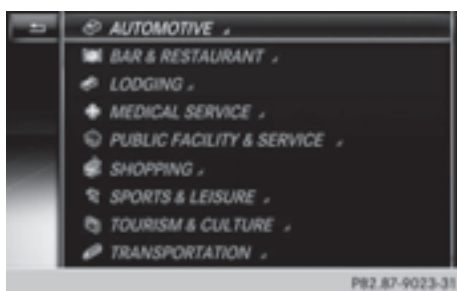 AUTOMOTIVE
BAR & RESTAURANT
LODGING
MEDICAL SERVICE
PUBLIC FACILITY & SERVICE
SHOPPING
SPORTS & LEISURE
TOURISM & CULTURE
TRANSPORTATION
P82.87-9023-31